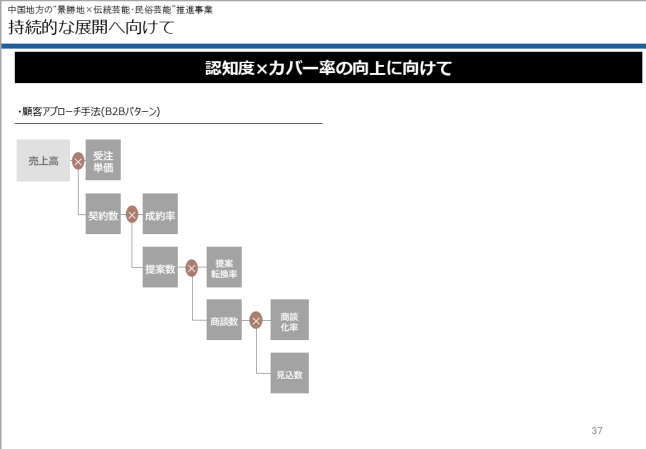 中国地方の"景勝地×伝統芸能・民俗芸能"推進事業
持続的な展開へ向けて
認知度×カバー率の向上に向けて
・顧客アプローチ手法(B2Bパターン)
売上高
×
受注
単価
契約数
×
成約率
提案数
×
提案
転換率
商談数
×
商談
化率
見込数
37